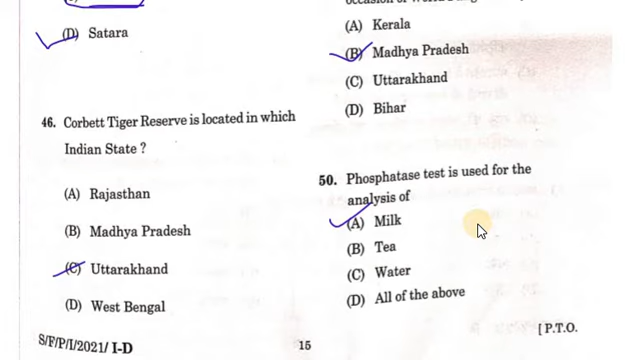 (D) Satara
46. Corbett Tiger Reserve is located in which
Indian State ?
(A) Rajasthan
(B) Madhya Pradesh
(C) Uttarakhand
(D) West Bengal
(A) Kerala
(B) Madhya Pradesh
(C) Uttarakhand
(D) Bihar
50. Phosphatase test is used for the
analysis of
(A) Milk
(B) Tea
(C) Water
(D) All of the above
S/F/P/I/2021/ I-D
15
[ P.T.O.